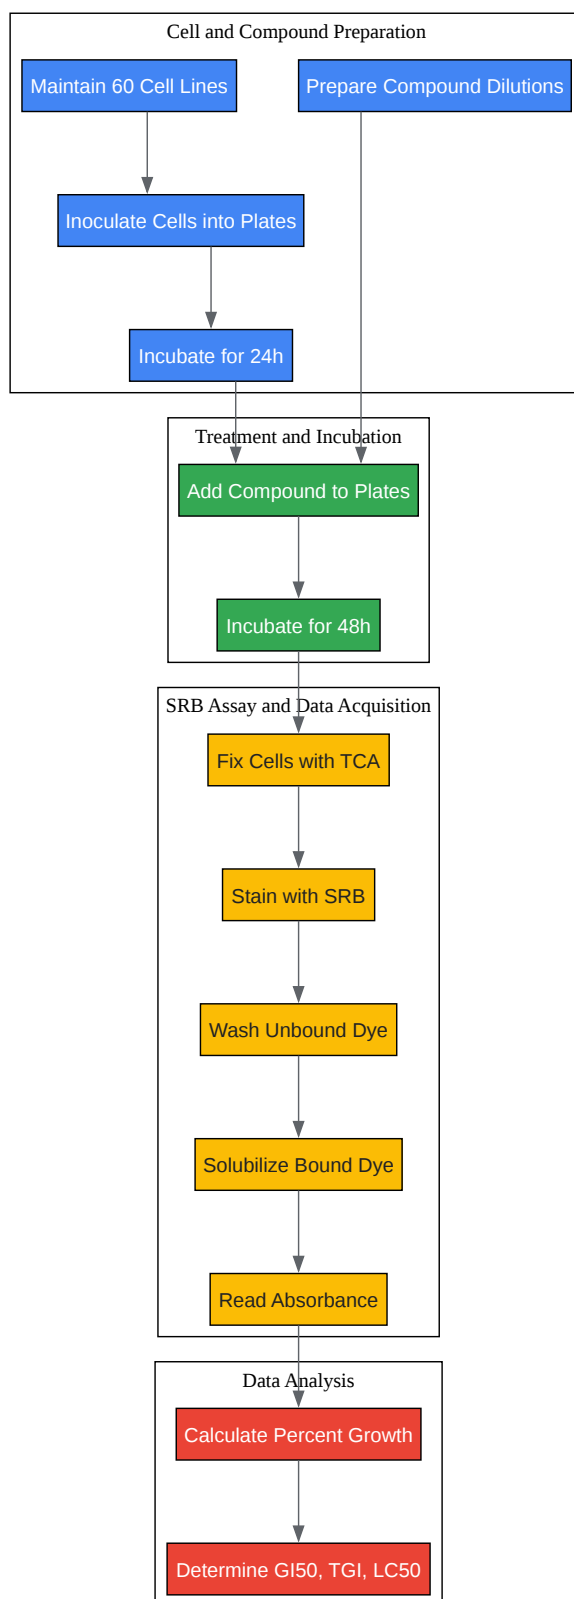 Cell and Compound Preparation
Maintain 60 Cell Lines
Prepare Compound Dilutions
Inoculate Cells into Plates
Incubate for 24h
Treatment and Incubation
Add Compound to Plates
Incubate for 48h
SRB Assay and Data Acquisition
Fix Cells with TCA
Stain with SRB
Wash Unbound Dye
Solubilize Bound Dye
Read Absorbance
Data Analysis
Calculate Percent Growth
Determine GI50, TGI, LC50